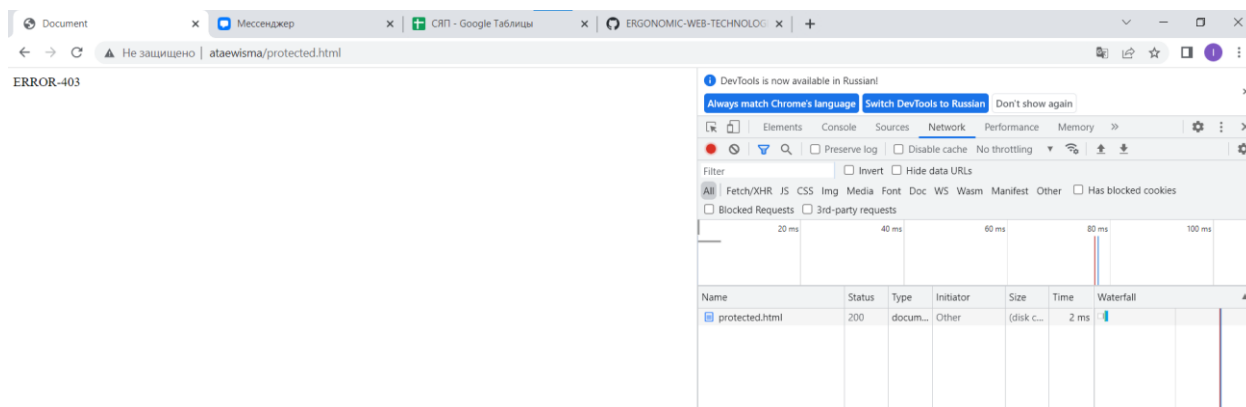 Document
Мессенджер
СЯП - Google Таблицы
ERGONOMIC-WEB-TECHNOLOG
Не защищено | ataewisma/protected.html
ERROR-403
DevTools is now available in Russian!
Always match Chrome's language Switch DevTools to Russian Don't show again
Elements Console Sources Network Performance Memory »
Preserve log Disable cache No throttling
Filter Invert Hide data URLs
All Fetch/XHR JS CSS Img Media Font Doc WS Wasm Manifest Other Has blocked cookies
Blocked Requests 3rd-party requests
20 ms 40 ms 60 ms 80 ms 100 ms
Name Status Type Initiator Size Time Waterfall
protected.html 200 docum... Other (disk c... 2 ms